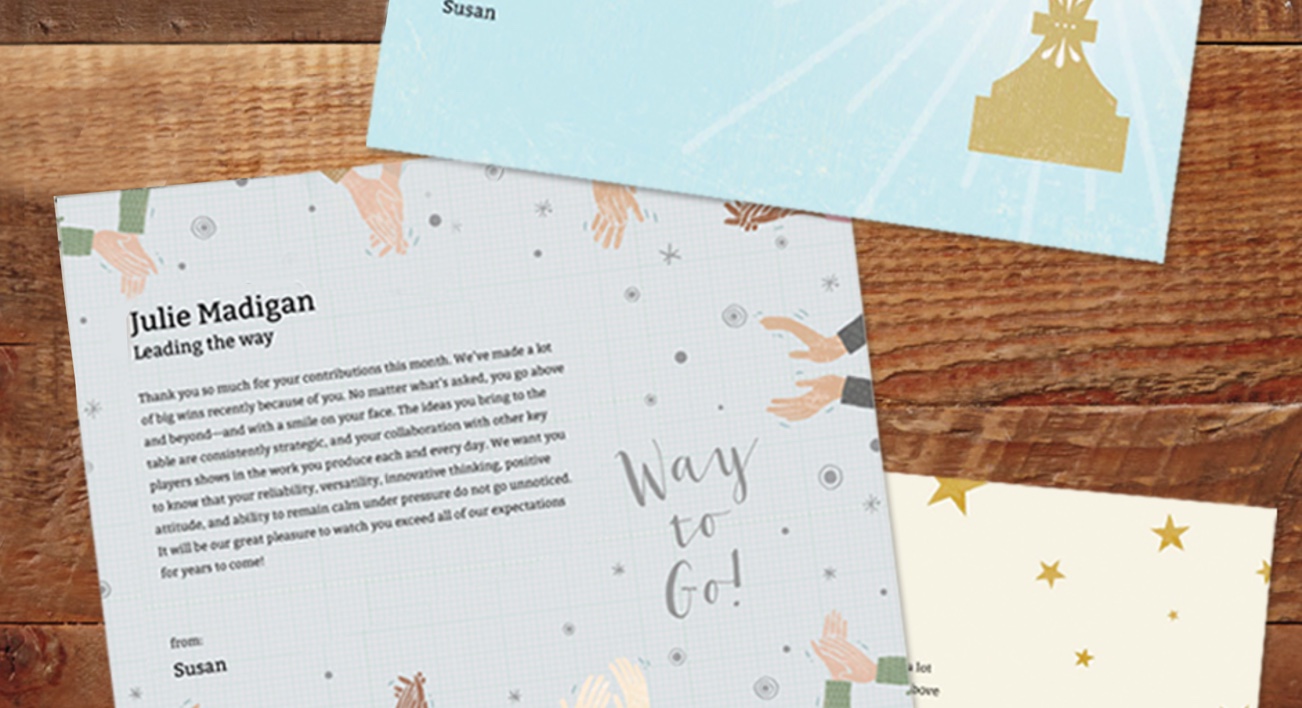 Susan
Julie Madigan
Leading the way
Thank you so much for your contributions this month. We've made a lot
of big wins recently because of you. No matter what's asked, you go above
and beyond—and with a smile on your face. The ideas you bring to the
table are consistently strategic, and your collaboration with other key
players shows in the work you produce each and every day. We want you
to know that your reliability, versatility, innovative thinking, positive
attitude, and ability to remain calm under pressure do not go unnoticed.
It will be our great pleasure to watch you exceed all of our expectations
for years to come!
Way
to
Go!
from:
Susan
a lot
bove